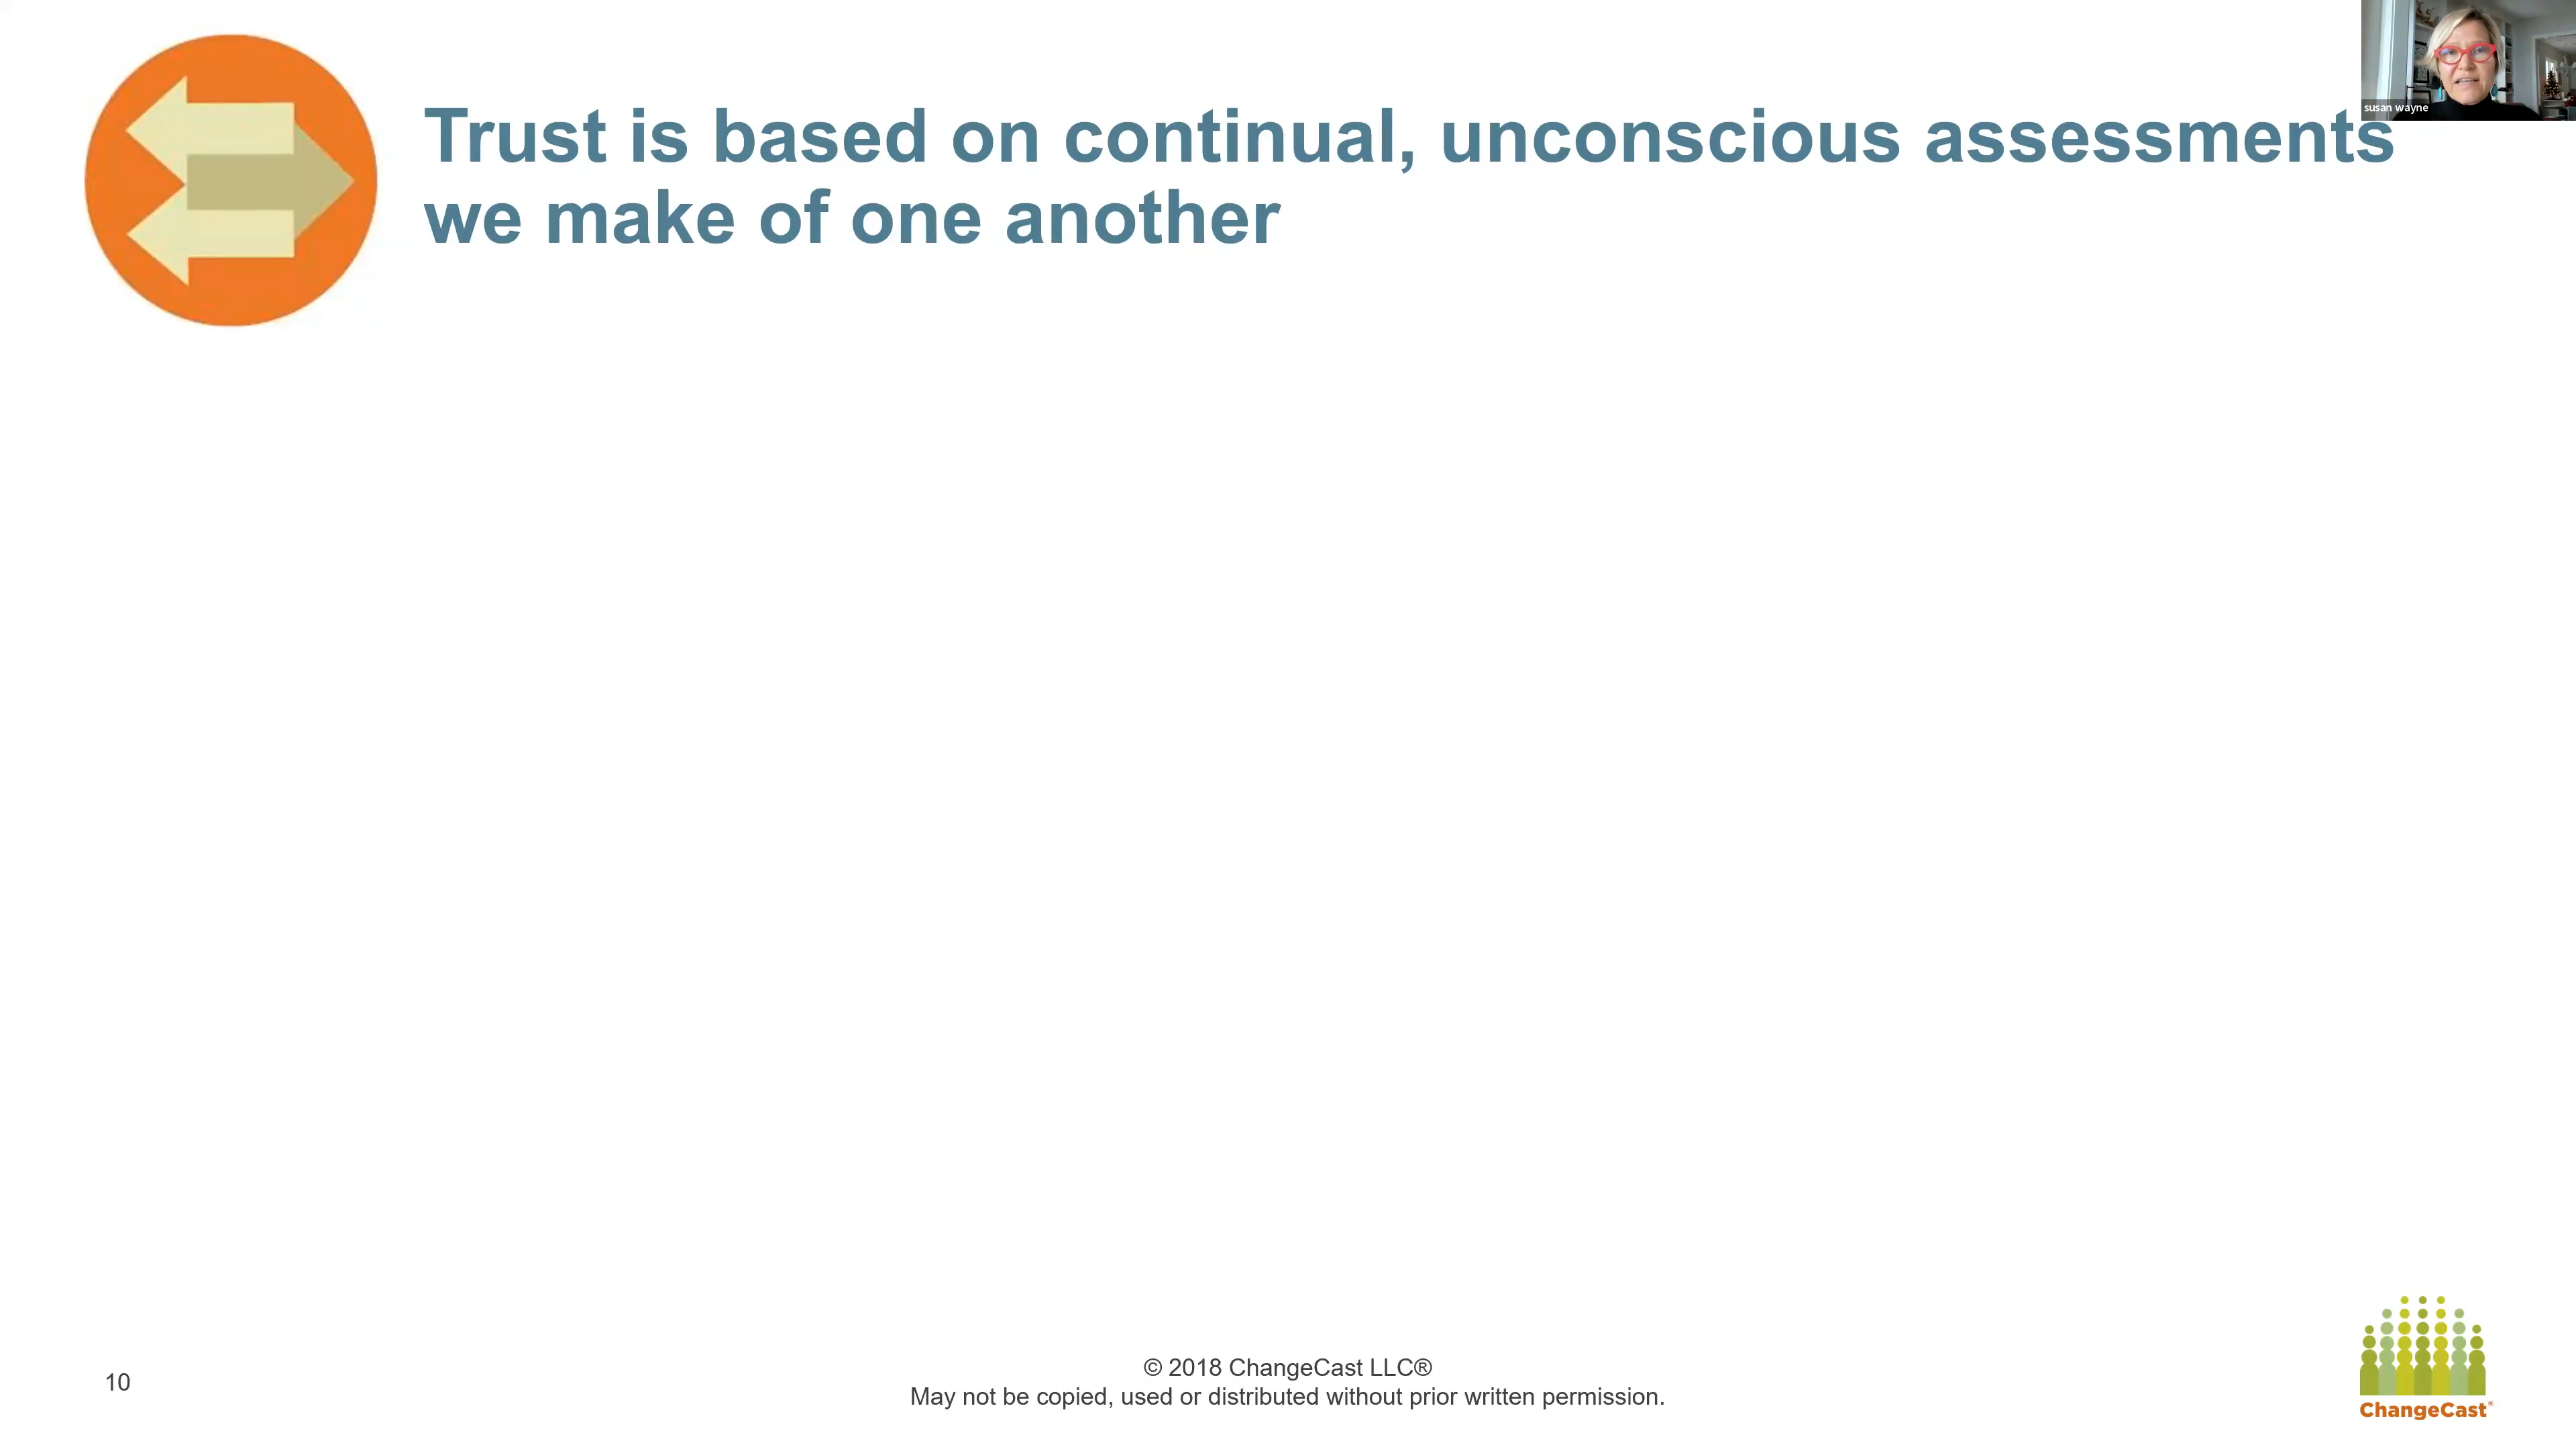 susan wayne
Trust is based on continual, unconscious assessments
we make of one another
10
© 2018 ChangeCast LLC®
May not be copied, used or distributed without prior written permission.
ChangeCast®